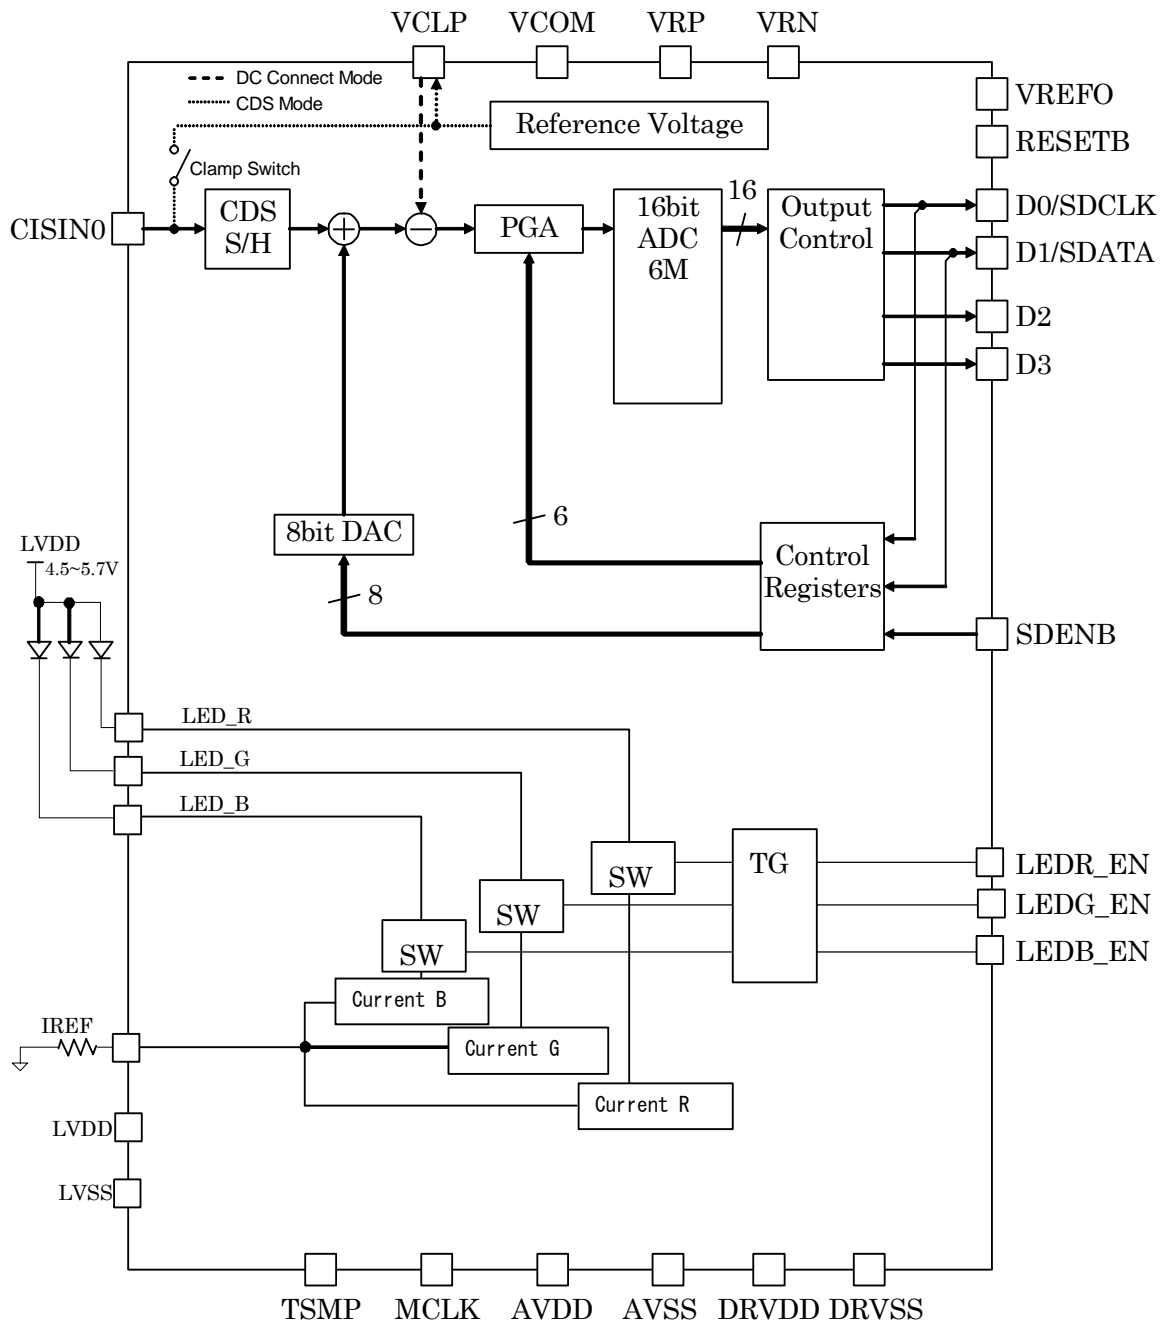 VCLP VCOM VRP VRN
DC Connect Mode
CDS Mode
Reference Voltage
VREFO
RESETB
Clamp Switch
CISIN0
CDS
S/H
PGA
16bit
ADC
6M
16
Output
Control
D0/SDCLK
D1/SDATA
D2
D3
8bit DAC
6
8
Control
Registers
SDENB
LVDD
4.5~5.7V
LED_R
LED_G
LED_B
SW
SW
SW
TG
LEDR_EN
LEDG_EN
LEDB_EN
Current B
Current G
Current R
IREF
LVDD
LVSS
TSMP MCLK AVDD AVSS DRVDD DRVSS